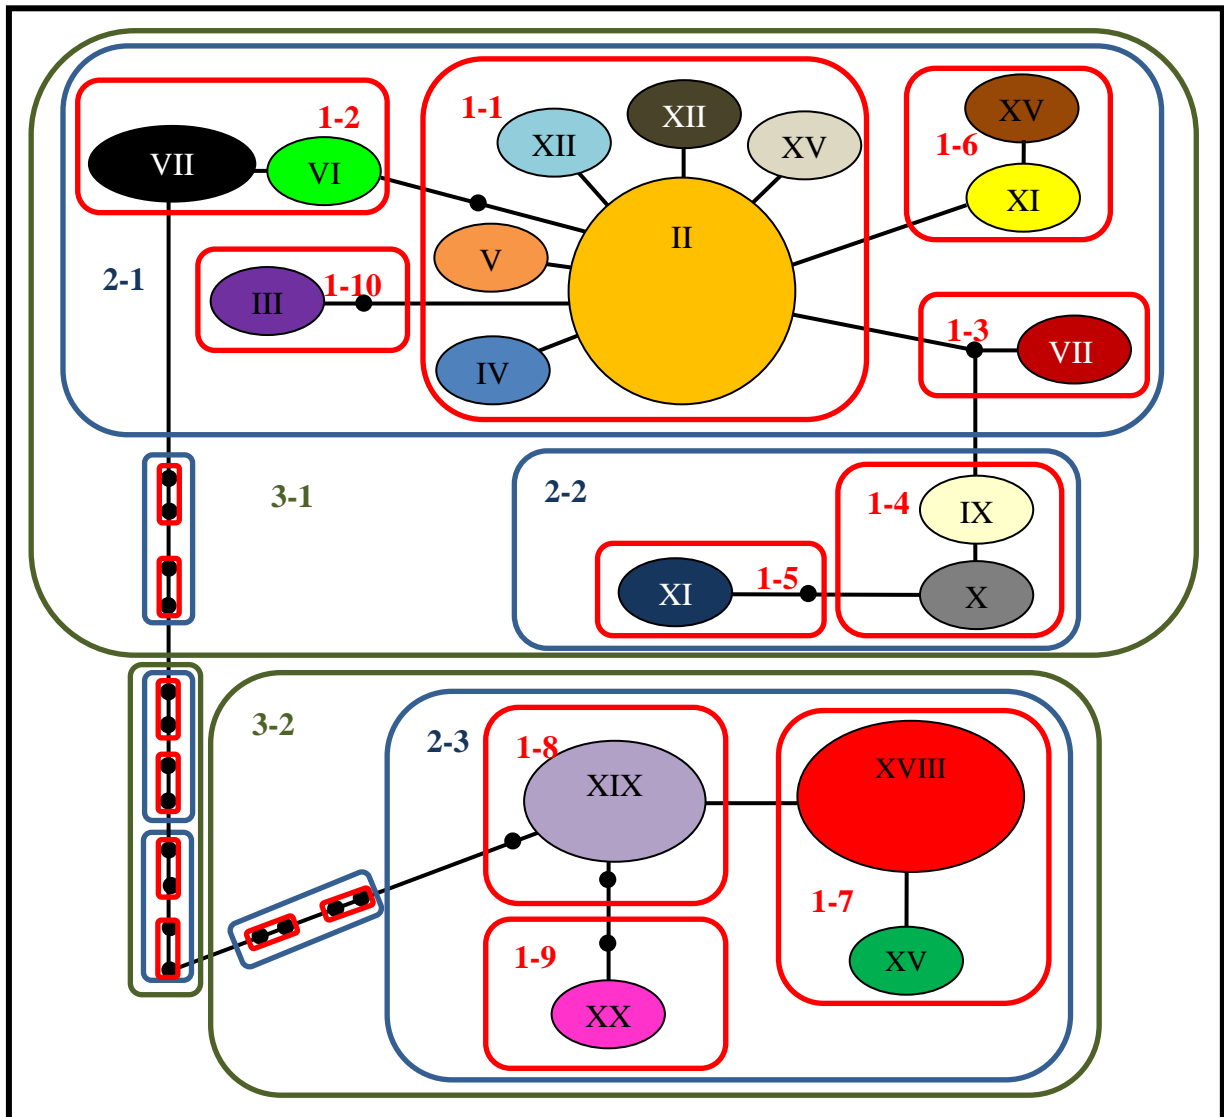 1-2
VII
VI
1-1
XII
XII
XV
II
V
IV
XV
1-6
XI
2-1
III
1-10
1-3
VII
3-1
2-2
1-4
IX
X
XI
1-5
3-2
2-3
1-8
XIX
XVIII
1-7
XV
1-9
XX